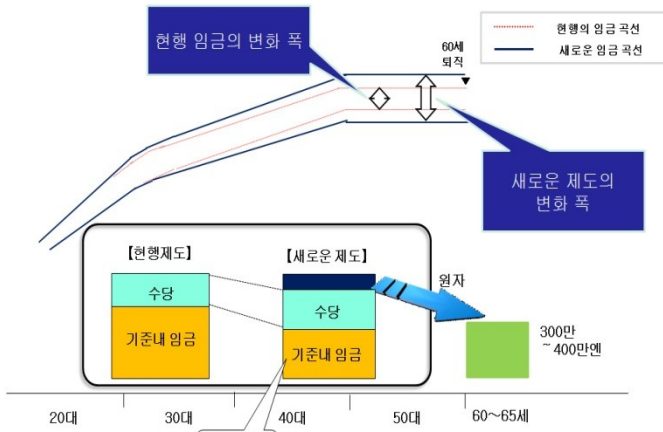 현행 임금의 변화 폭
60세
퇴직
현행의 임금 곡선
새로운 임금 곡선
새로운 제도의
변화 폭
【현행제도】
【새로운 제도】
수당
기준내 임금
수당
기준내 임금
원자
300만
~400만엔
20대
30대
40대
50대
60~65세